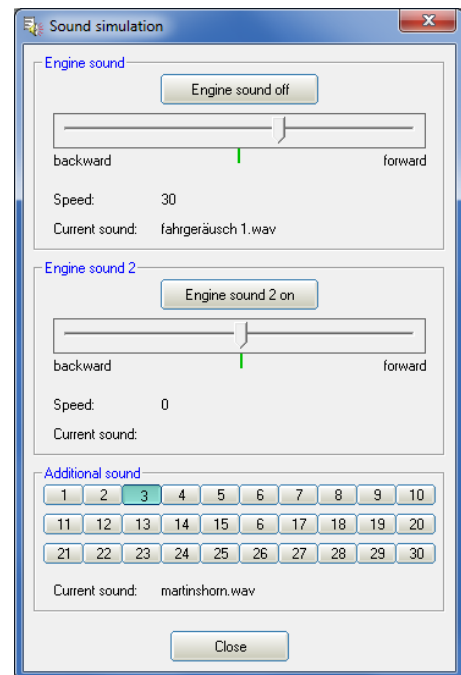 Sound simulation
Engine sound
Engine sound off
backward forward
Speed: 30
Current sound: fahrgeräusch 1.wav
Engine sound 2
Engine sound 2 on
backward forward
Speed: 0
Current sound:
Additional sound
1 2 3 4 5 6 7 8 9 10
11 12 13 14 15 6 17 18 19 20
21 22 23 24 25 26 27 28 29 30
Current sound: martinshorn.wav
Close